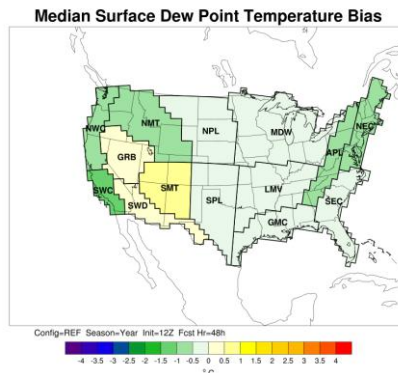 Median Surface Dew Point Temperature Bias
NWC
NMT
NPL
MDW
NEC
GRB
APL
SWC
SWD
SMT
SPL
LMV
SEC
GMC
Config=REF Season=Year Init=12Z Fcst Hr=48h
-4 -3.5 -3 -2.5 -2 -1.5 -1 -0.5 0 0.5 1 1.5 2 2.5 3 3.5 4
°C